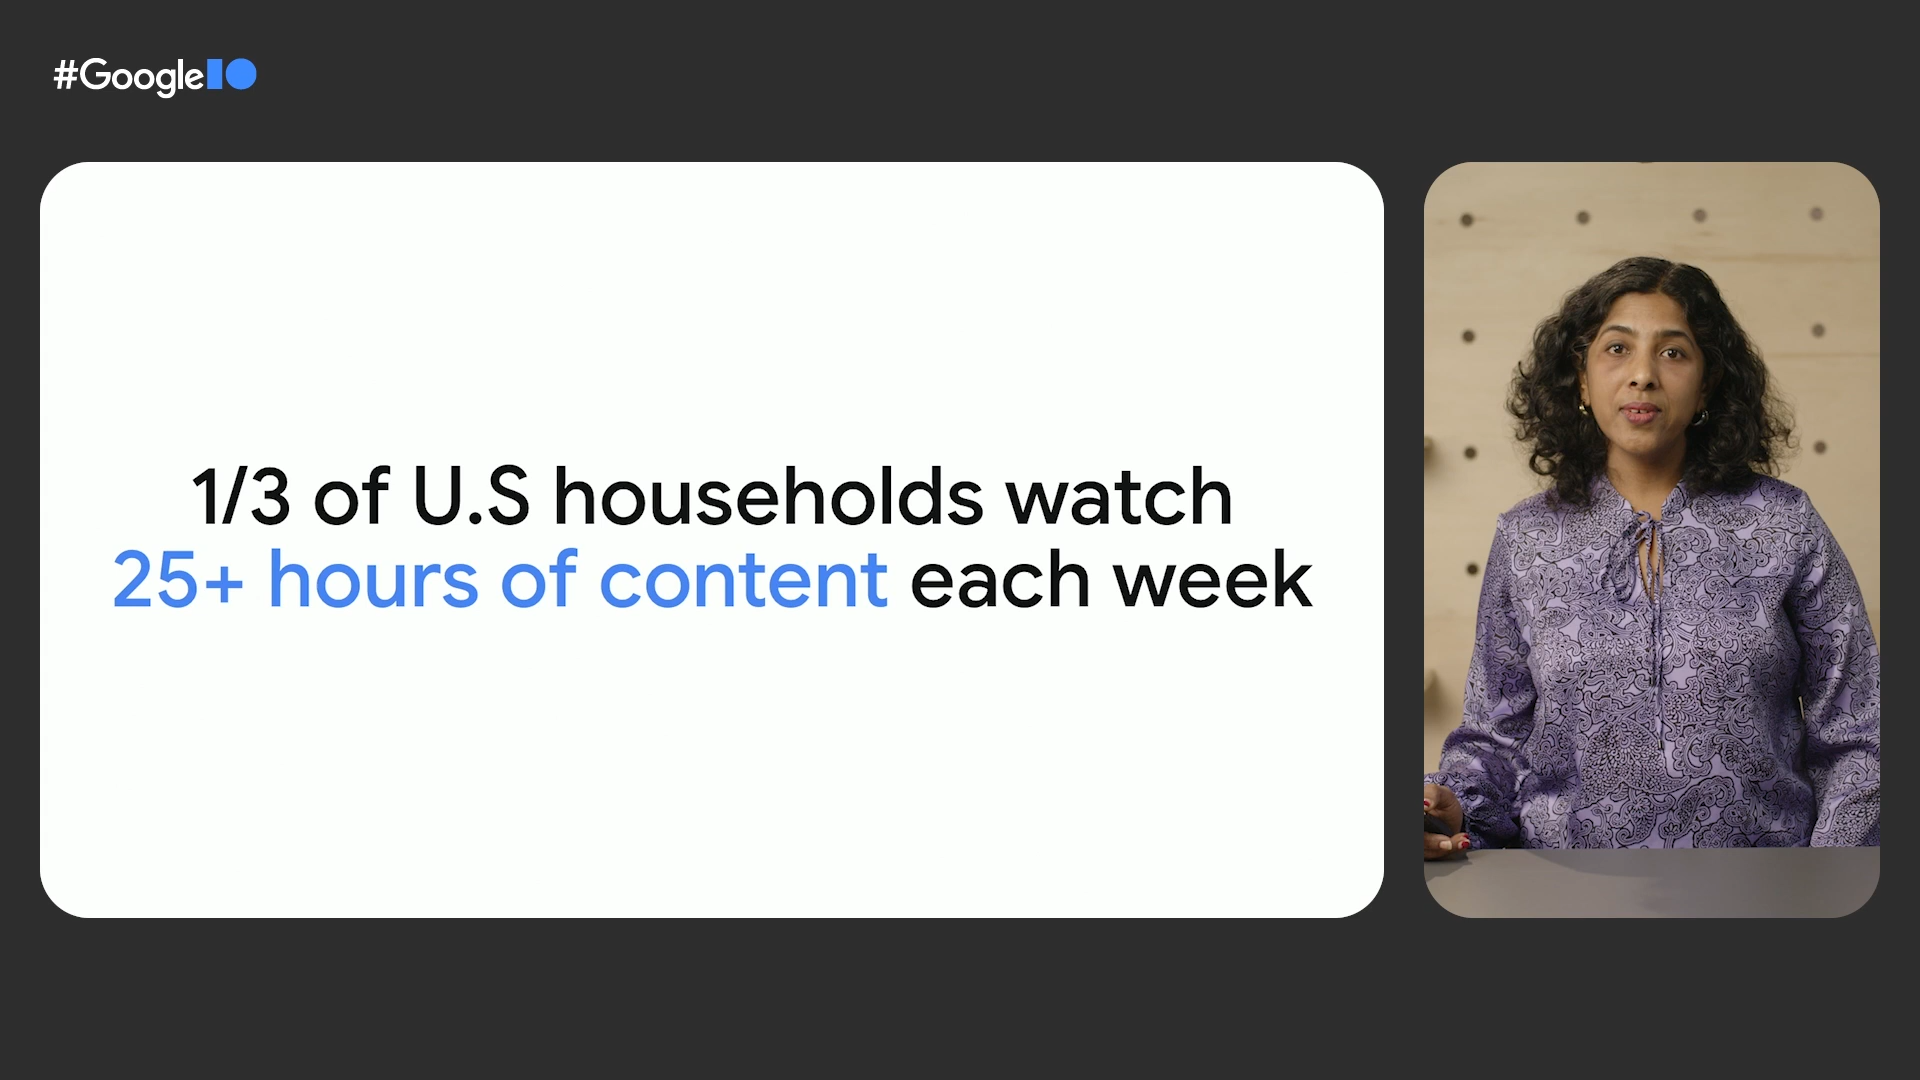 #GoogleIO
1/3 of U.S households watch
25+ hours of content each week